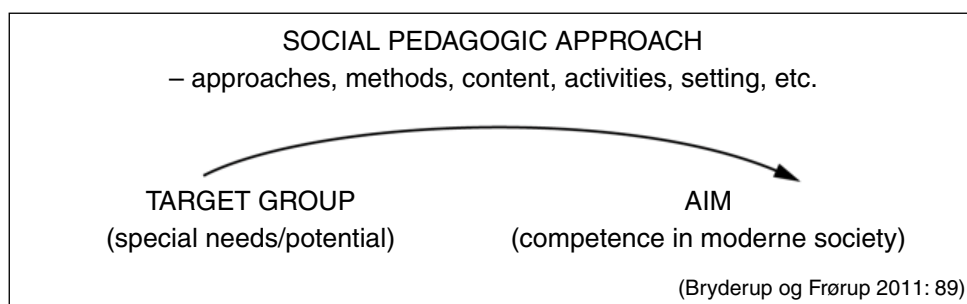 SOCIAL PEDAGOGIC APPROACH
– approaches, methods, content, activities, setting, etc.
TARGET GROUP
(special needs/potential)
AIM
(competence in moderne society)
(Bryderup og Frørup 2011: 89)